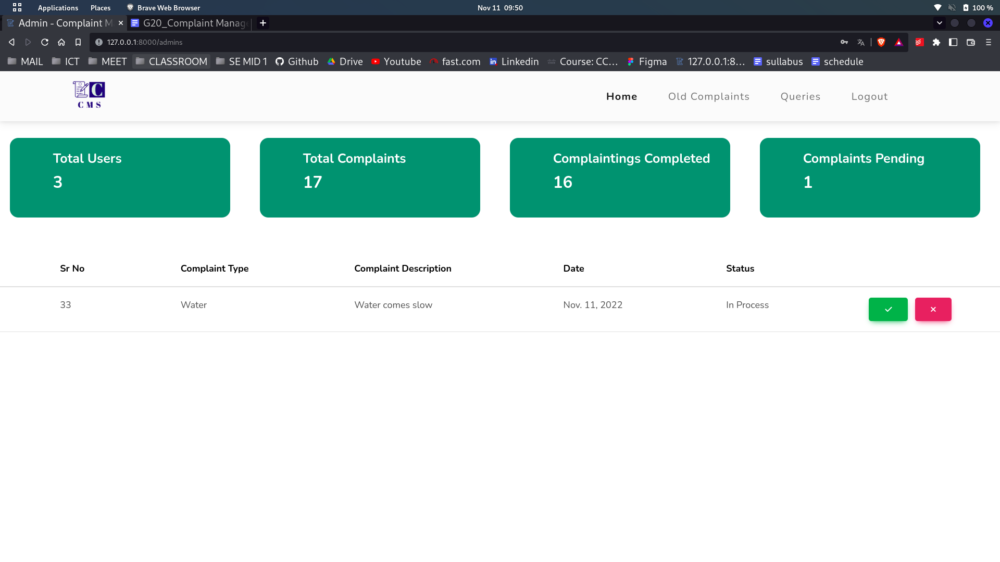 Applications Places Brave Web Browser Nov 11 09:50 100 %
Admin - Complaint M G20_Complaint Manage
127.0.0.1:8000/admins
MAIL ICT MEET CLASSROOM SE MID 1 Github Drive Youtube fast.com Linkedin Course: CC... Figma 127.0.0.1:8... sullabus schedule
C
CMS
Home Old Complaints Queries Logout
Total Users Total Complaints Complaintings Completed Complaints Pending
3 17 16 1
Sr No Complaint Type Complaint Description Date Status
33 Water Water comes slow Nov. 11, 2022 In Process